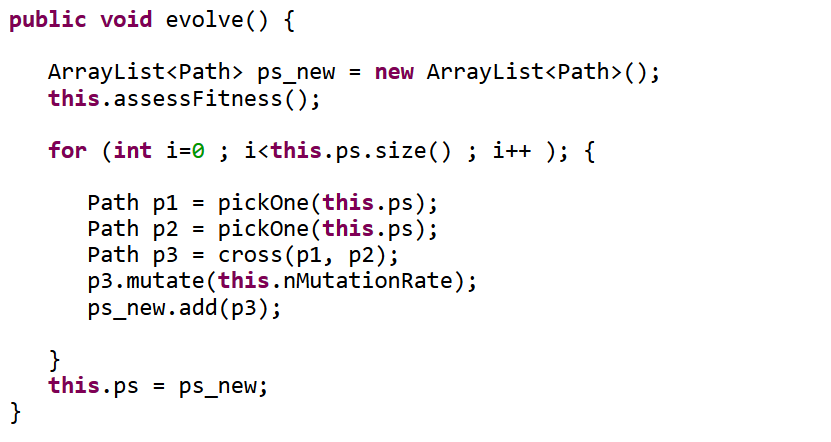 public void evolve() {
ArrayList<Path> ps_new = new ArrayList<Path>();
this.assessFitness();
for (int i=0 ; i<this.ps.size() ; i++ ); {
Path p1 = pickOne(this.ps);
Path p2 = pickOne(this.ps);
Path p3 = cross(p1, p2);
p3.mutate(this.nMutationRate);
ps_new.add(p3);
}
this.ps = ps_new;
}